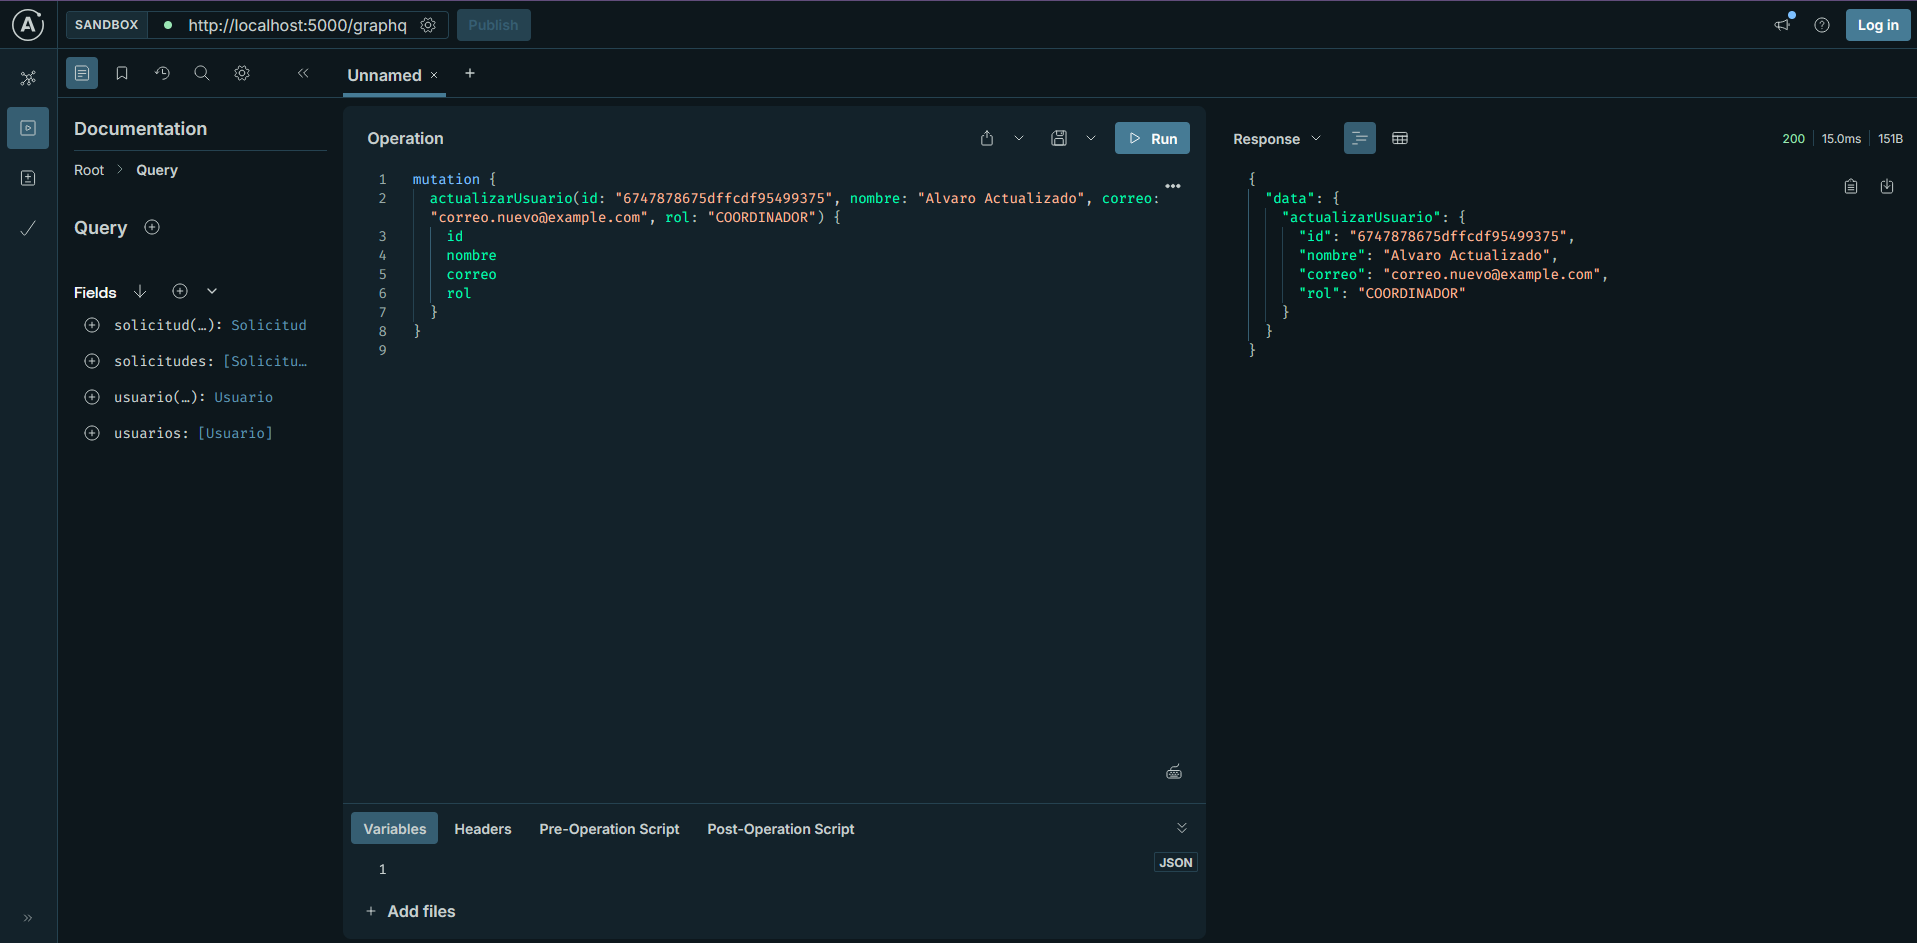 SANDBOX http://localhost:5000/graphq Publish Log in
Unnamed
Documentation
Root Query
Query
Fields
solicitud(…): Solicitud
solicitudes: [Solicitu…
usuario(…): Usuario
usuarios: [Usuario]
Operation Run
1 mutation {
2 actualizarUsuario(id: "6747878675dffcdf95499375", nombre: "Alvaro Actualizado", correo:
"correo.nuevo@example.com", rol: "COORDINADOR") {
3 id
4 nombre
5 correo
6 rol
7 }
8 }
9
Variables Headers Pre-Operation Script Post-Operation Script
1 JSON
+ Add files
Response 200 15.0ms 151B
{
"data": {
"actualizarUsuario": {
"id": "6747878675dffcdf95499375",
"nombre": "Alvaro Actualizado",
"correo": "correo.nuevo@example.com",
"rol": "COORDINADOR"
}
}
}